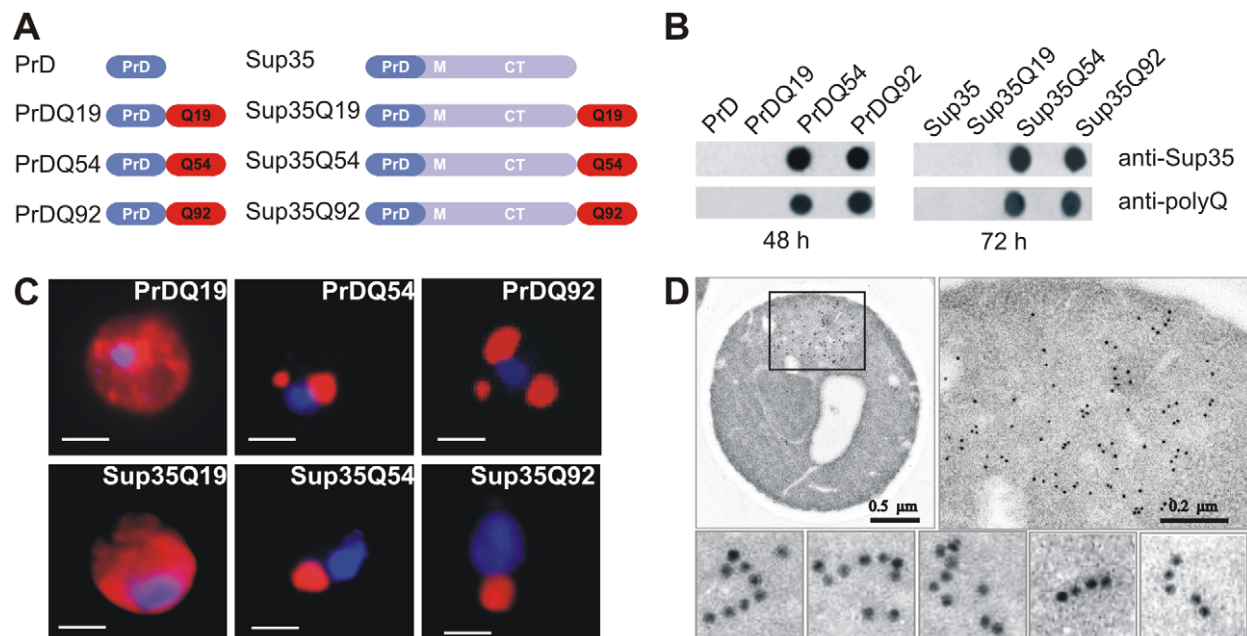 A
PrD PrD
PrDQ19 PrD Q19
PrDQ54 PrD Q54
PrDQ92 PrD Q92
Sup35 PrD M CT
Sup35Q19 PrD M CT Q19
Sup35Q54 PrD M CT Q54
Sup35Q92 PrD M CT Q92
B
PrD PrDQ19 PrDQ54 PrDQ92 Sup35 Sup35Q19 Sup35Q54 Sup35Q92
anti-Sup35
anti-polyQ
48 h 72 h
C
PrDQ19 PrDQ54 PrDQ92
Sup35Q19 Sup35Q54 Sup35Q92
D
0.5 μm 0.2 μm